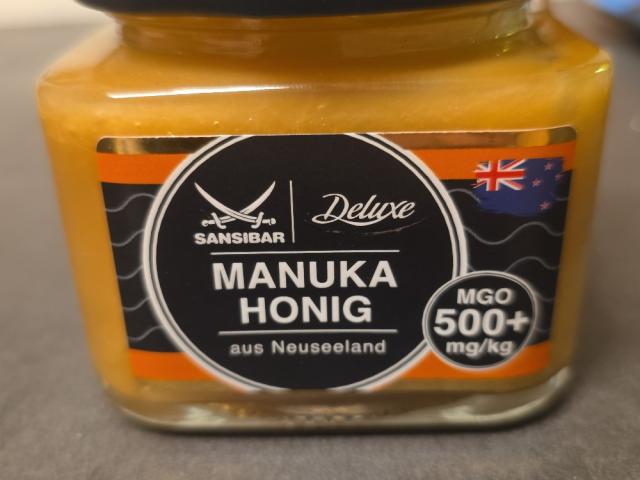 SANSIBAR
Deluxe
MANUKA
HONIG
aus Neuseeland
MGO
500+
mg/kg